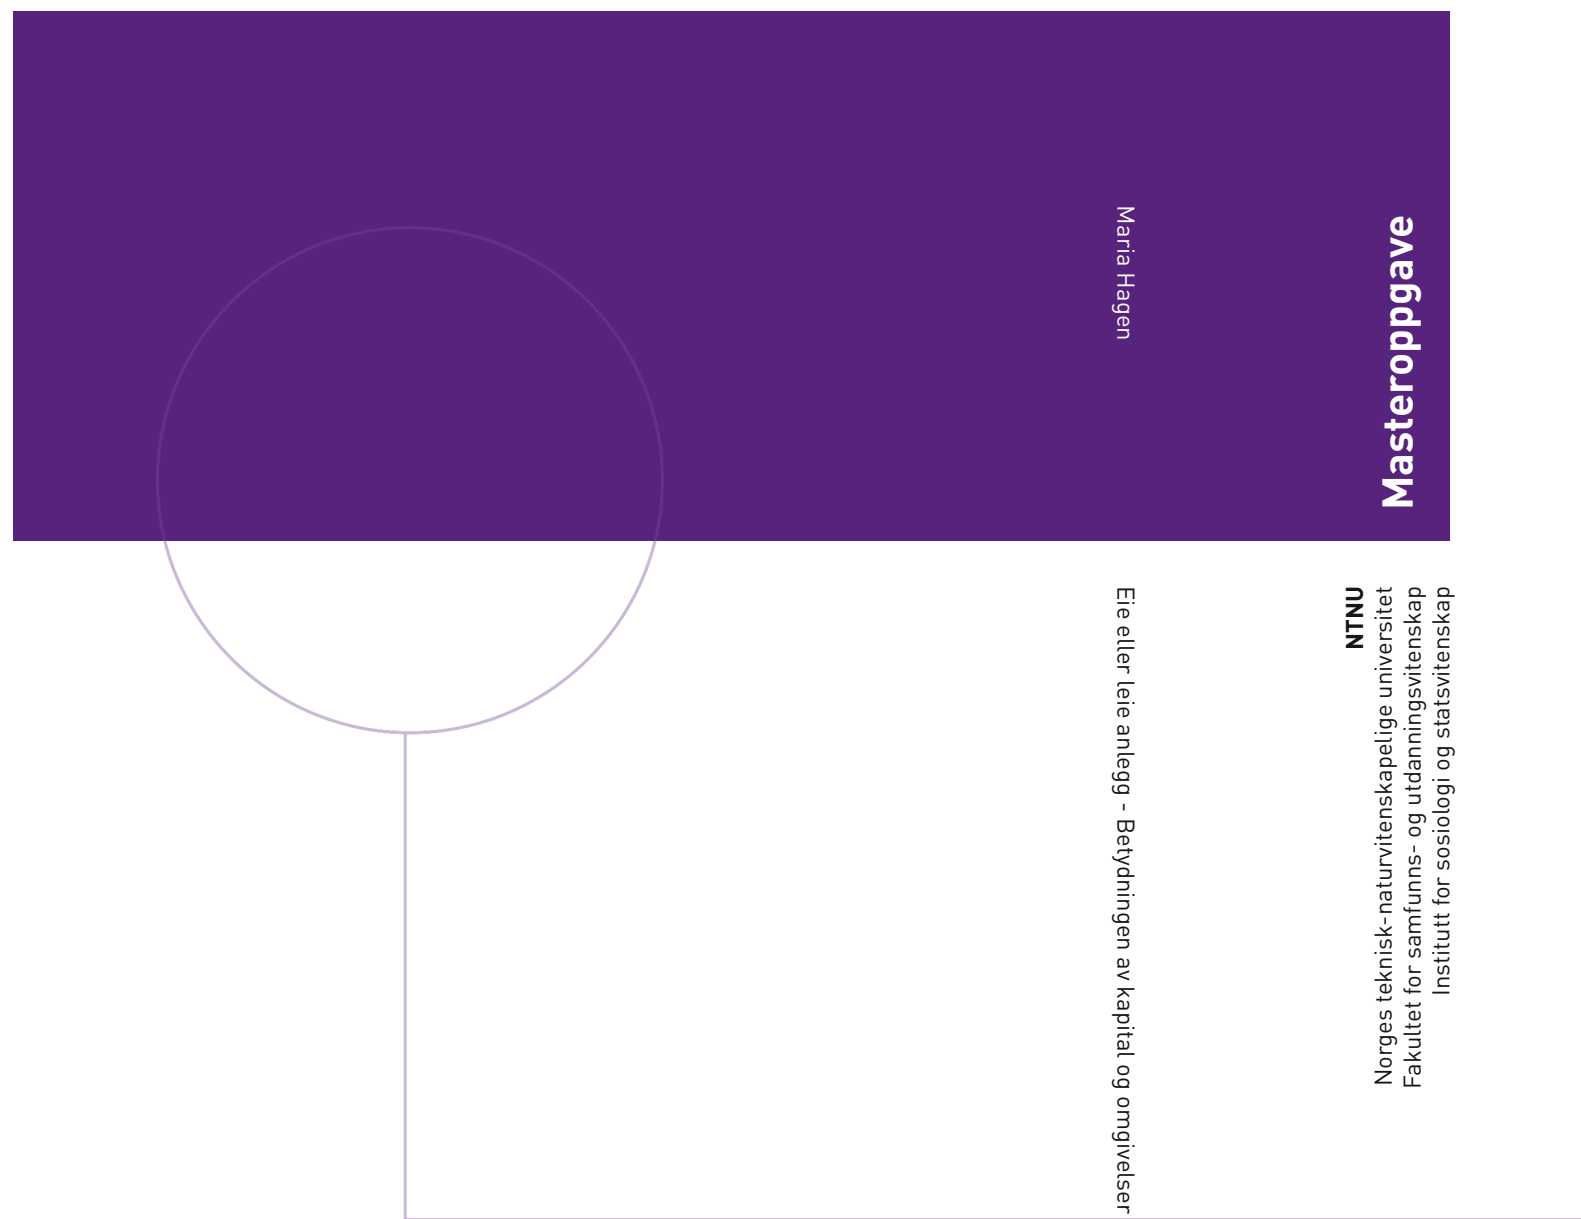 Maria Hagen
Masteroppgave
Eie eller leie anlegg - Betydningen av kapital og omgivelser
NTNU
Norges teknisk-naturvitenskapelige universitet
Fakultet for samfunns- og utdanningsvitenskap
Institutt for sosiologi og statsvitenskap